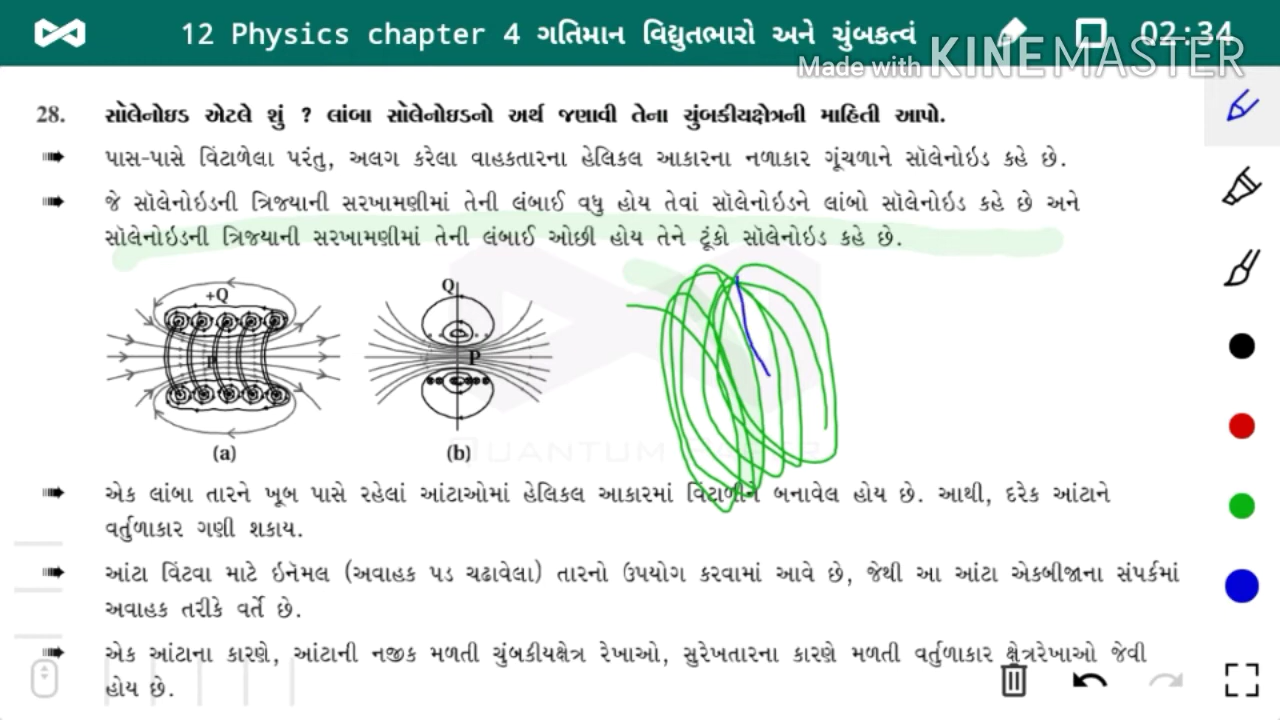 12 Physics chapter 4 ગતિમાન વિદ્યુતભારો અને ચુંબકત્વ
02:34
Made with KINEMASTER
28. સૉલેનોઇડ એટલે શું ? લાંબા સૉલેનોઇડનો અર્થ જણાવી તેના ચુંબકીયક્ષેત્રની માહિતી આપો.
પાસ-પાસે વિંટાળેલા પરંતુ, અલગ કરેલા વાહકતારના હેલિકલ આકારના નળાકાર ગૂંચળાને સૉલેનોઇડ કહે છે.
જે સૉલેનોઇડની ત્રિજ્યાની સરખામણીમાં તેની લંબાઈ વધુ હોય તેવાં સૉલેનોઇડને લાંબો સૉલેનોઇડ કહે છે અને
સૉલેનોઇડની ત્રિજ્યાની સરખામણીમાં તેની લંબાઈ ઓછી હોય તેને ટૂંકો સૉલેનોઇડ કહે છે.
+Q
P
(a)
Q
P
(b)
QUANTUM
એક લાંબા તારને ખૂબ પાસે રહેલાં આંટાઓમાં હેલિકલ આકારમાં વિંટાળીને બનાવેલ હોય છે. આથી, દરેક આંટાને
વર્તુળાકાર ગણી શકાય.
આંટા વિંટવા માટે ઇનૅમલ (અવાહક પડ ચઢાવેલા) તારનો ઉપયોગ કરવામાં આવે છે, જેથી આ આંટા એકબીજાના સંપર્કમાં
અવાહક તરીકે વર્તે છે.
એક આંટાના કારણે, આંટાની નજીક મળતી ચુંબકીયક્ષેત્ર રેખાઓ, સુરેખતારના કારણે મળતી વર્તુળાકાર ક્ષેત્રરેખાઓ જેવી
હોય છે.